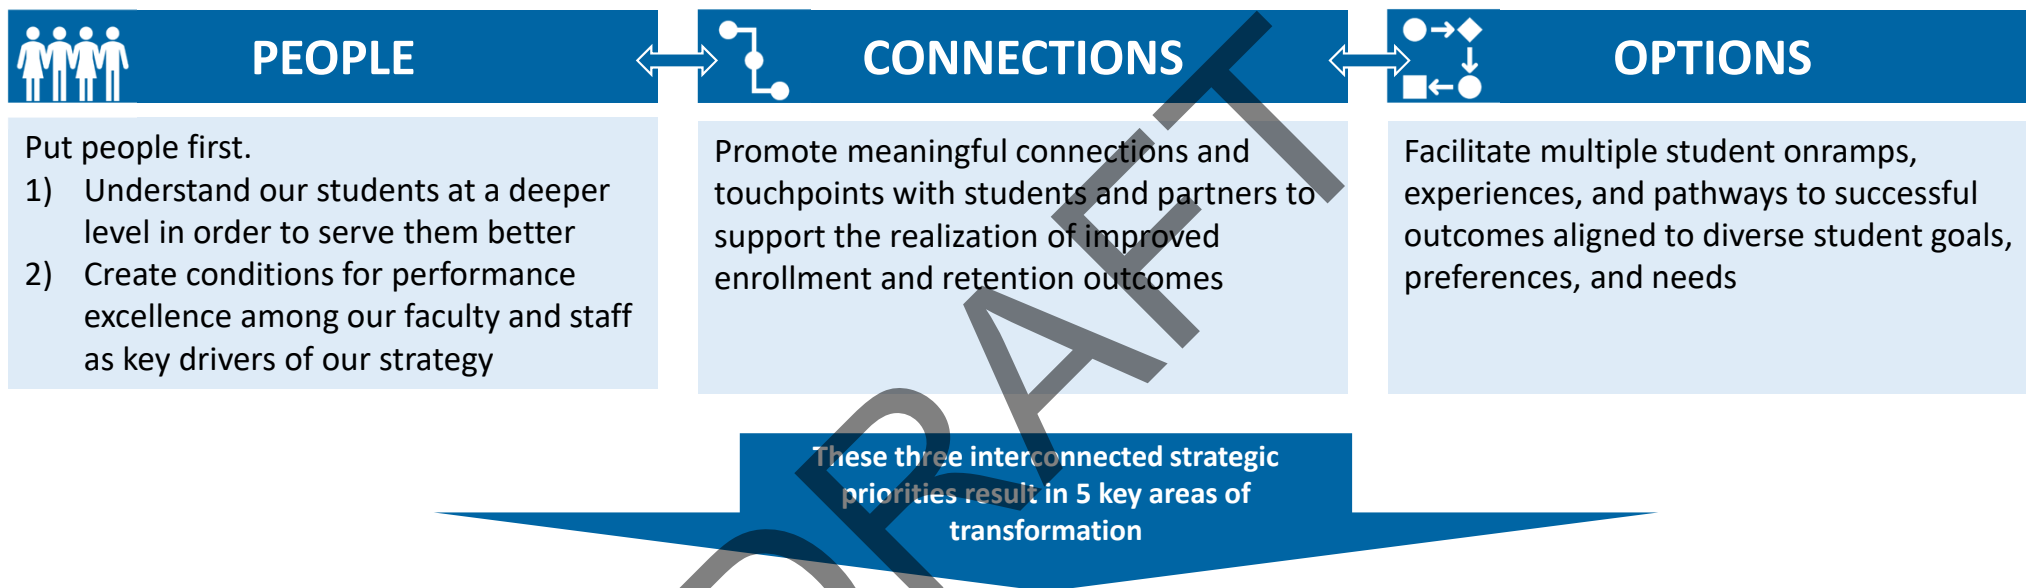 PEOPLE
CONNECTIONS
OPTIONS
Put people first.
1) Understand our students at a deeper
level in order to serve them better
2) Create conditions for performance
excellence among our faculty and staff
as key drivers of our strategy
Promote meaningful connections and
touchpoints with students and partners to
support the realization of improved
enrollment and retention outcomes
Facilitate multiple student onramps,
experiences, and pathways to successful
outcomes aligned to diverse student goals,
preferences, and needs
These three interconnected strategic
priorities result in 5 key areas of
transformation
DRAFT